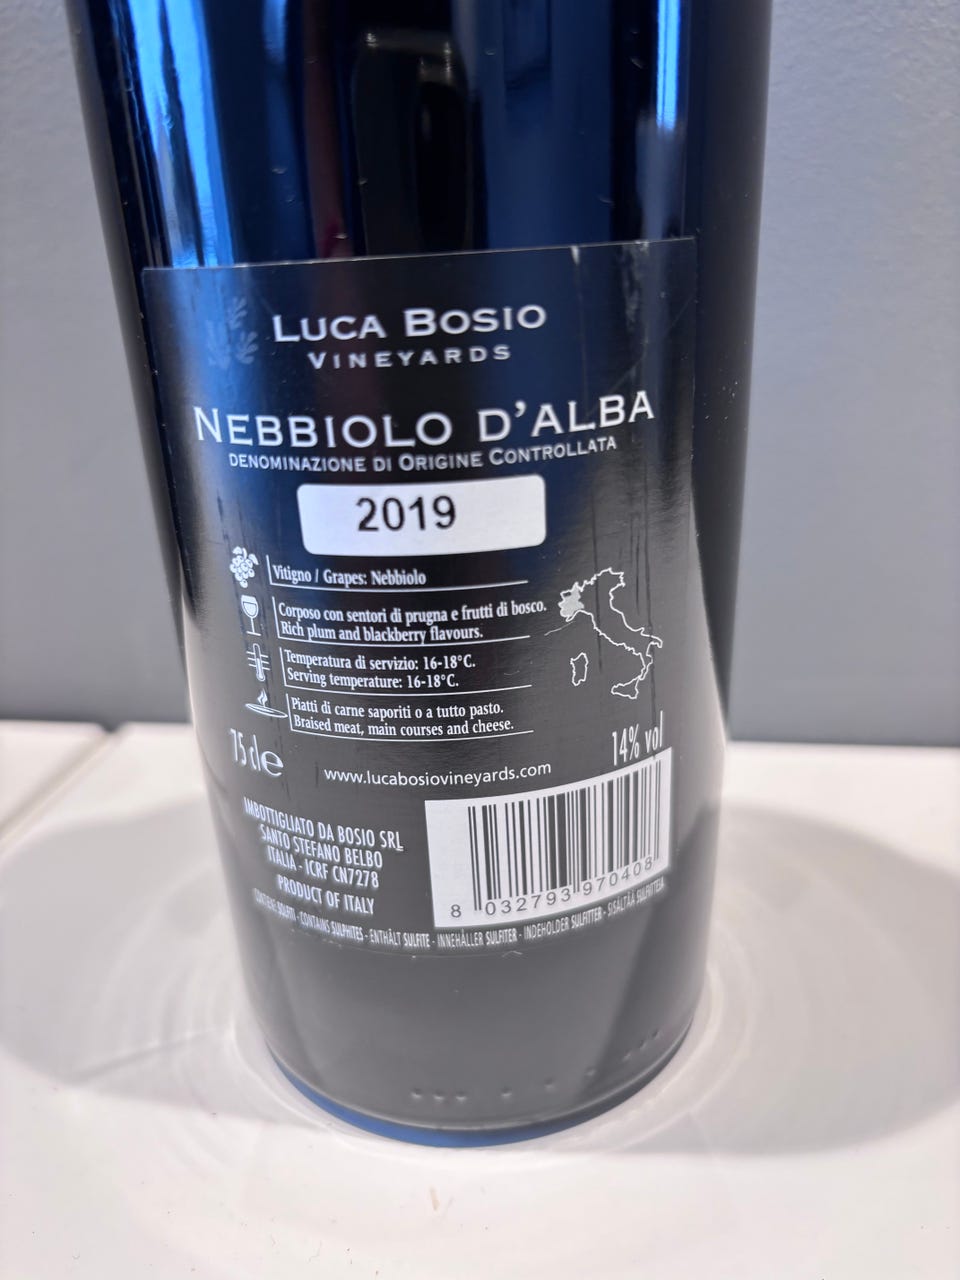 LUCA BOSIO
VINEYARDS
NEBBIOLO D'ALBA
DENOMINAZIONE DI ORIGINE CONTROLLATA
2019
Vitigno / Grapes: Nebbiolo
Corposo con sentori di prugna e frutti di bosco.
Rich plum and blackberry flavours.
Temperatura di servizio: 16-18°C.
Serving temperature: 16-18°C.
Piatti di carne saporiti o a tutto pasto.
Braised meat, main courses and cheese.
75 cl e
14% vol
www.lucabosiovineyards.com
IMBOTTIGLIATO DA BOSIO SRL
SANTO STEFANO BELBO
ITALIA - ICRF CN7278
PRODUCT OF ITALY
8 032793 970408
CONTIENE SOLFITI - CONTAINS SULPHITES - ENTHÄLT SULFITE - INNEHÅLLER SULFITER - INDEHOLDER SULFITTER - SISÄLTÄÄ SULFIITTEJA